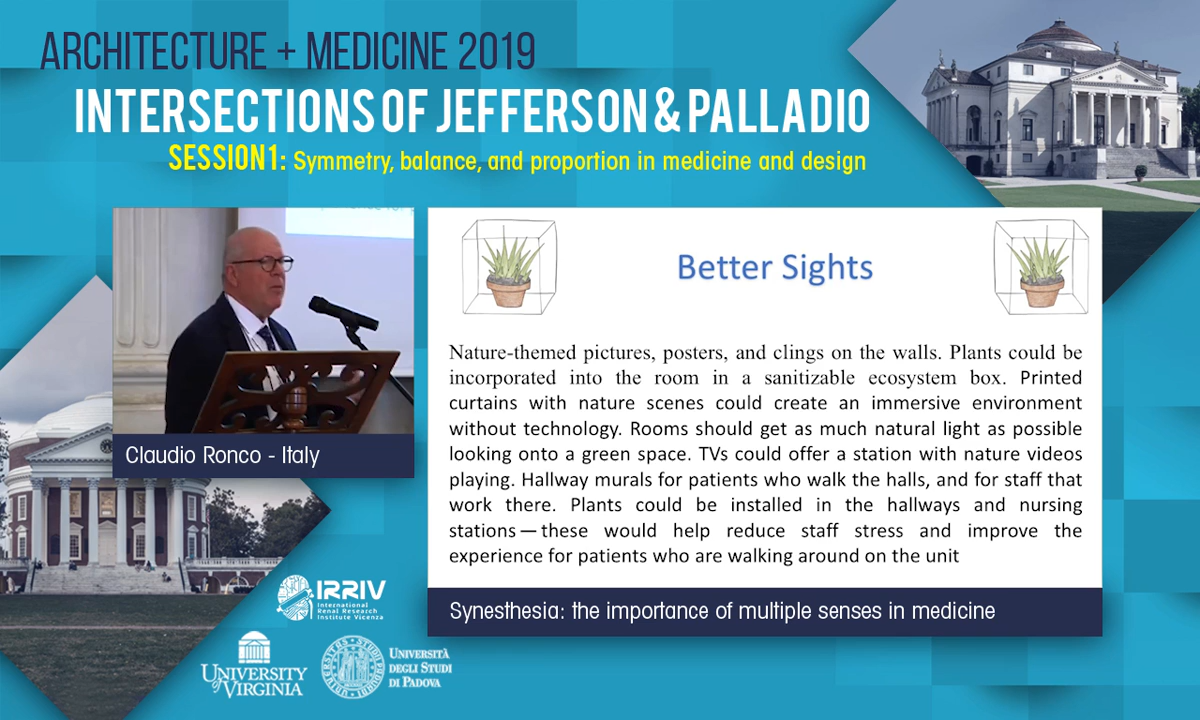 ARCHITECTURE + MEDICINE 2019
INTERSECTIONS OF JEFFERSON & PALLADIO
SESSION1: Symmetry, balance, and proportion in medicine and design
Claudio Ronco - Italy
Better Sights
Nature-themed pictures, posters, and clings on the walls. Plants could be
incorporated into the room in a sanitizable ecosystem box. Printed
curtains with nature scenes could create an immersive environment
without technology. Rooms should get as much natural light as possible
looking onto a green space. TVs could offer a station with nature videos
playing. Hallway murals for patients who walk the halls, and for staff that
work there. Plants could be installed in the hallways and nursing
stations — these would help reduce staff stress and improve the
experience for patients who are walking around on the unit
Synesthesia: the importance of multiple senses in medicine
IRRIV
International
Renal Research
Institute Vicenza
UNIVERSITY
of VIRGINIA
UNIVERSITÀ
DEGLI STUDI
DI PADOVA